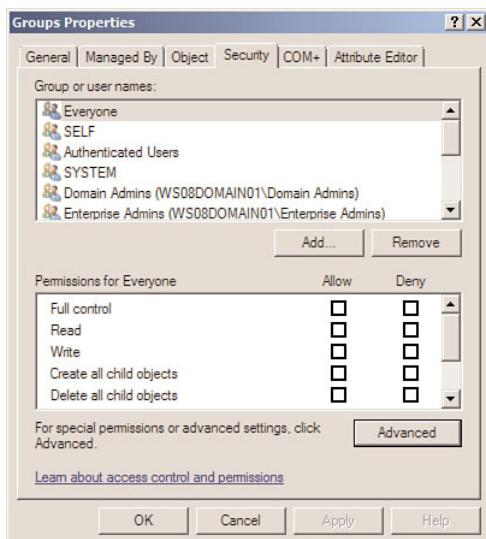 Groups Properties
? X
General Managed By Object Security COM+ Attribute Editor
Group or user names:
Everyone
SELF
Authenticated Users
SYSTEM
Domain Admins (WS08DOMAIN01\Domain Admins)
Enterprise Admins (WS08DOMAIN01\Enterprise Admins)
Add... Remove
Permissions for Everyone Allow Deny
Full control
Read
Write
Create all child objects
Delete all child objects
For special permissions or advanced settings, click
Advanced.
Advanced
Learn about access control and permissions
OK Cancel Apply Help